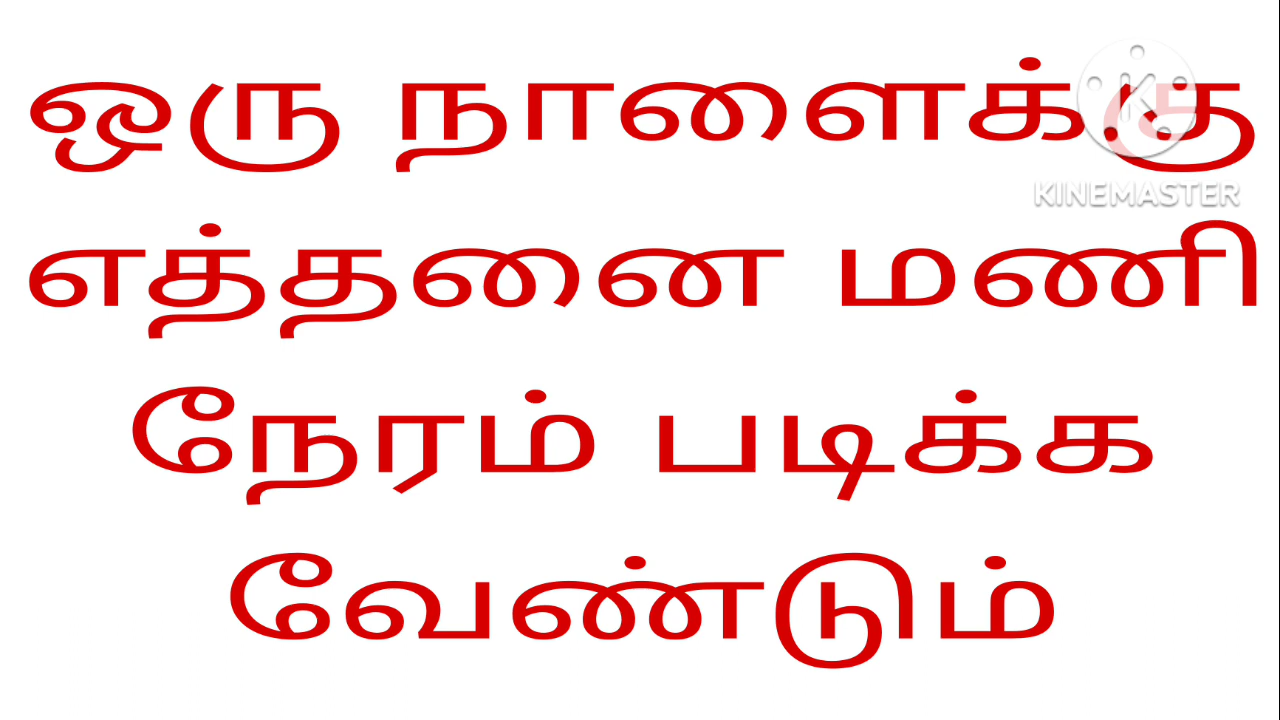 ஒரு நாளைக்கு
KINEMASTER
எத்தனை மணி
நேரம் படிக்க
வேண்டும்